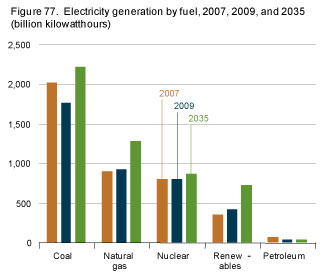 Figure 77. Electricity generation by fuel, 2007, 2009, and 2035
(billion kilowatthours)
2,500
2,000
1,500
1,000
500
0
2007
2009
2035
Coal
Natural
gas
Nuclear
Renew -
ables
Petroleum